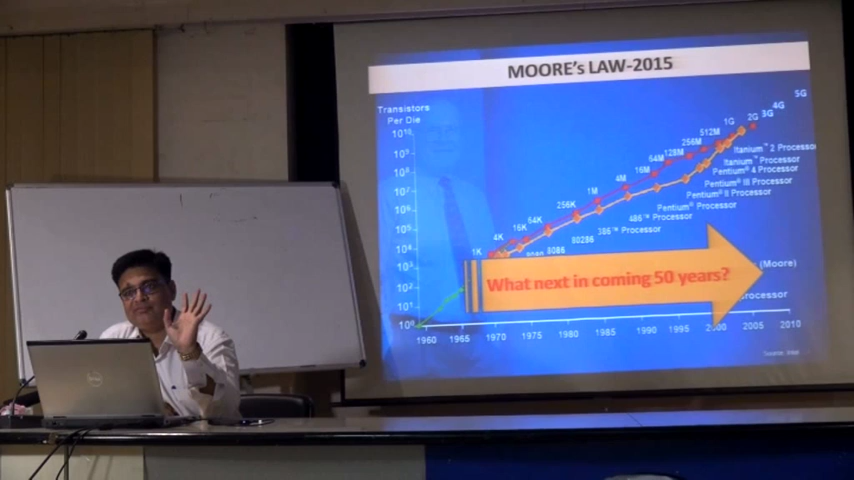 MOORE's LAW-2015
Transistors
Per Die
10¹⁰
10⁹
10⁸
10⁷
10⁶
10⁵
10⁴
10³
10²
10¹
10⁰
1K
4K
16K
64K
256K
1M
4M
16M
64M
128M
256M
512M
1G
2G
3G
4G
5G
8086
80286
386™ Processor
486™ Processor
Pentium® Processor
Pentium® II Processor
Pentium® III Processor
Pentium® 4 Processor
Itanium™ Processor
Itanium™ 2 Processor
What next in coming 50 years?
(Moore)
1960 1965 1970 1975 1980 1985 1990 1995 2000 2005 2010
Source: Intel
DELL